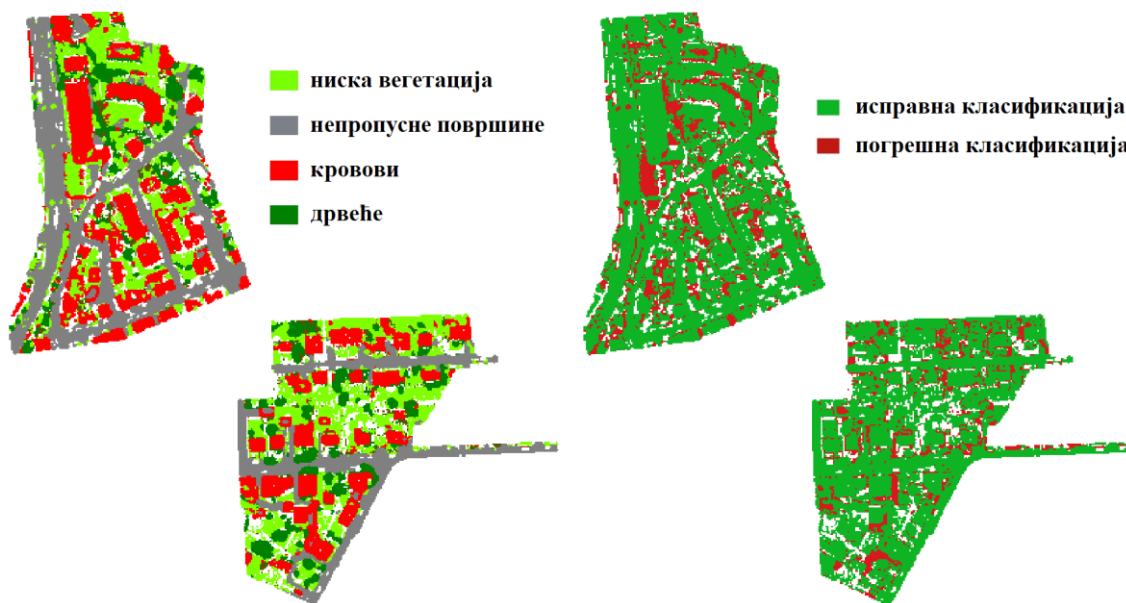 ниска вегетација
непропусне површине
кровови
дрвеће
исправна класификација
погрешна класификација